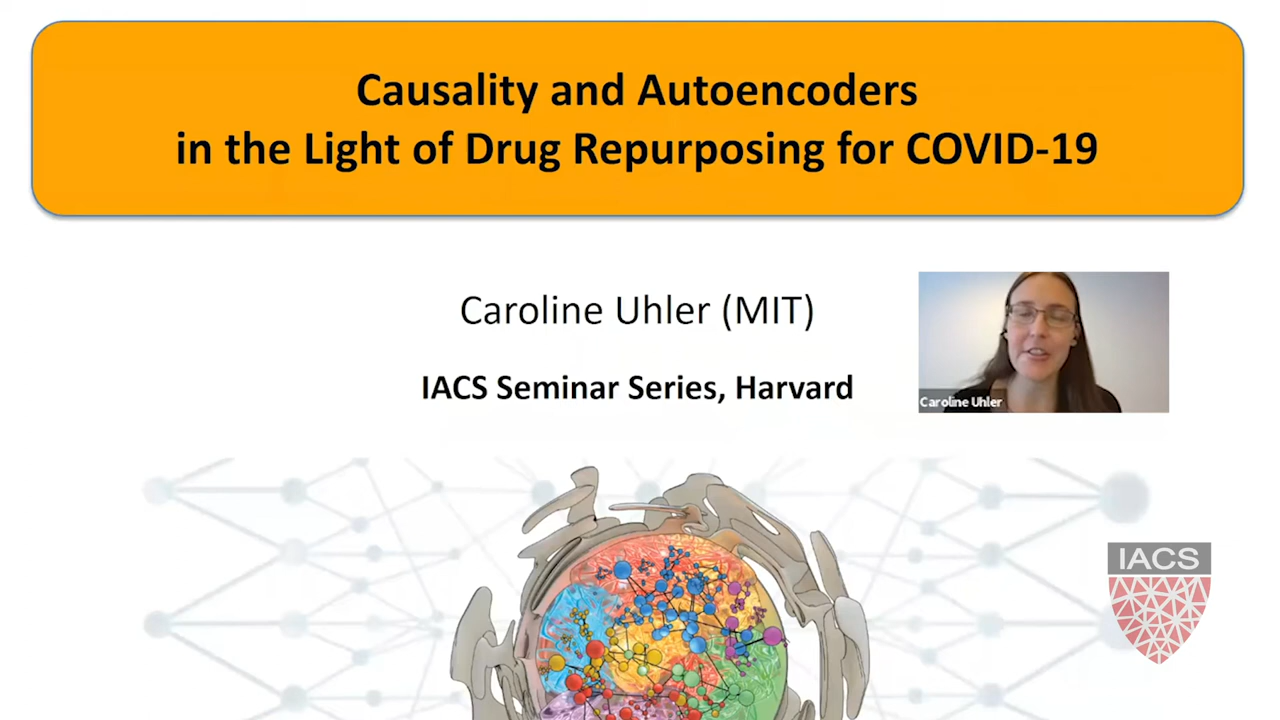 Causality and Autoencoders
in the Light of Drug Repurposing for COVID-19
Caroline Uhler (MIT)
IACS Seminar Series, Harvard
Caroline Uhler
IACS